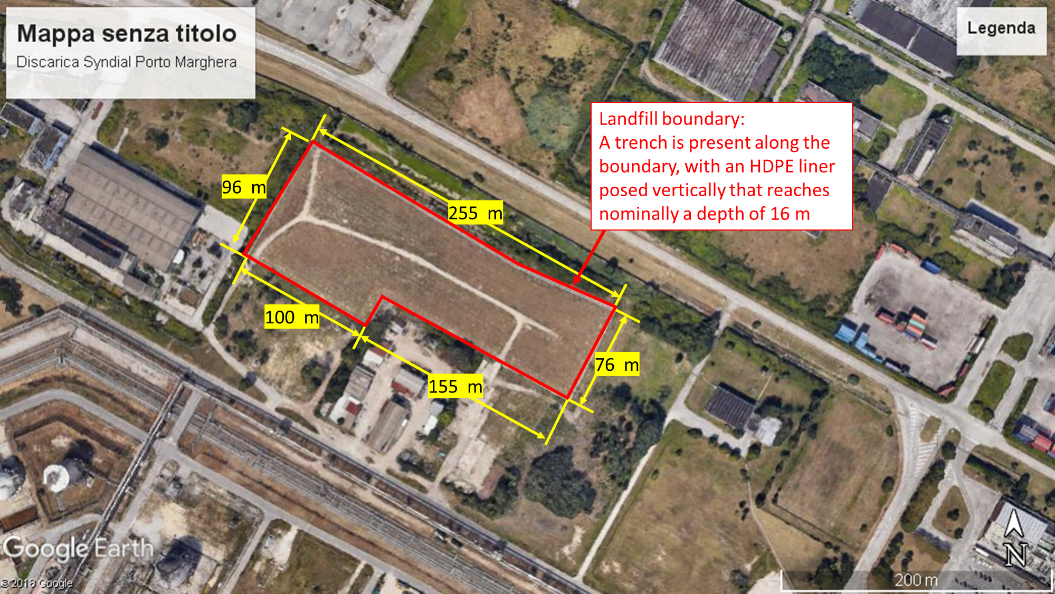 Mappa senza titolo
Discarica Syndial Porto Marghera
Legenda
Landfill boundary:
A trench is present along the
boundary, with an HDPE liner
posed vertically that reaches
nominally a depth of 16 m
96 m
255 m
100 m
155 m
76 m
Google Earth
© 2018 Google
N
200 m